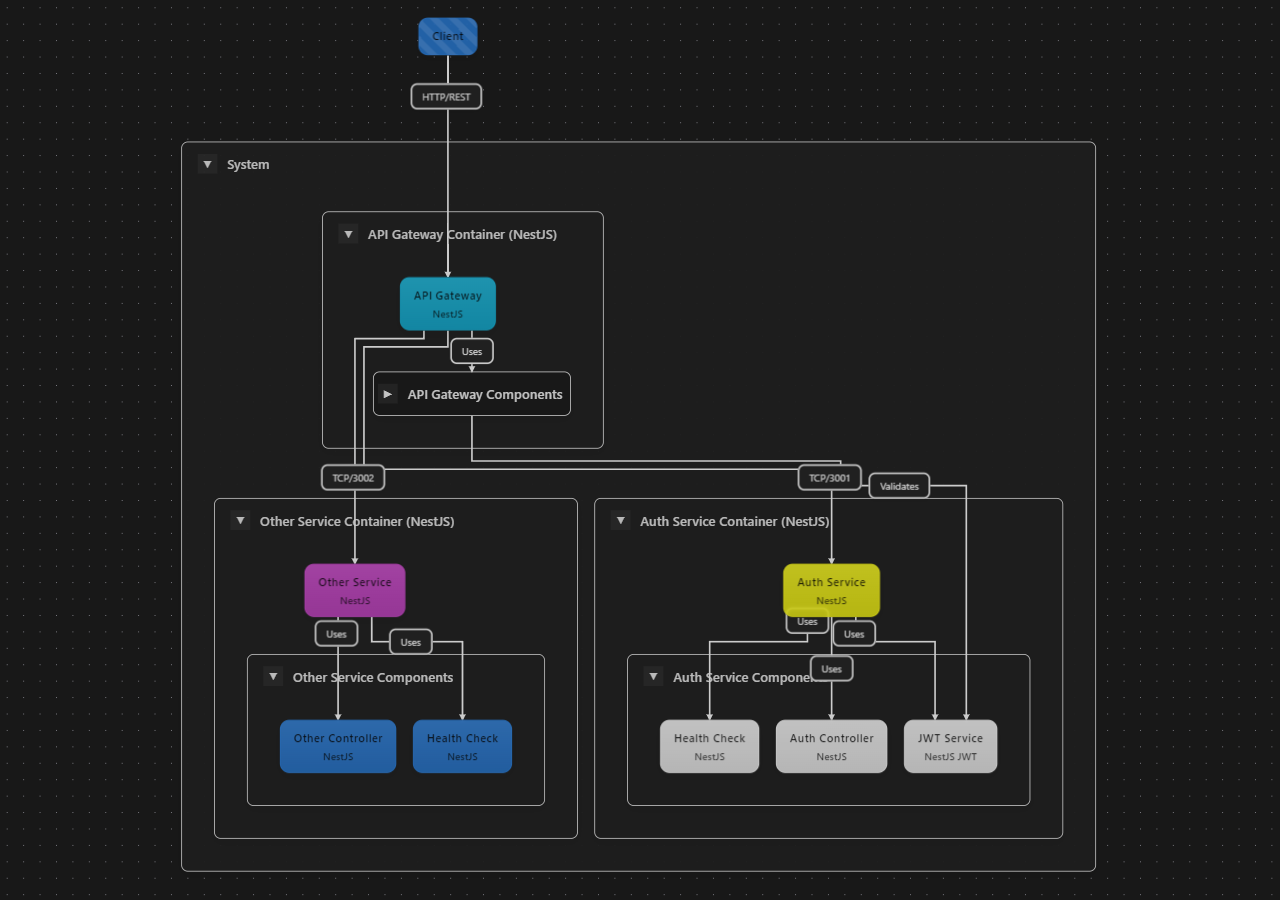 Client
HTTP/REST
System
API Gateway Container (NestJS)
API Gateway
NestJS
Uses
API Gateway Components
TCP/3002
TCP/3001
Validates
Other Service Container (NestJS)
Auth Service Container (NestJS)
Other Service
NestJS
Auth Service
NestJS
Uses
Uses
Uses
Uses
Uses
Other Service Components
Auth Service Componen
Other Controller
NestJS
Health Check
NestJS
Health Check
NestJS
Auth Controller
NestJS
JWT Service
NestJS JWT